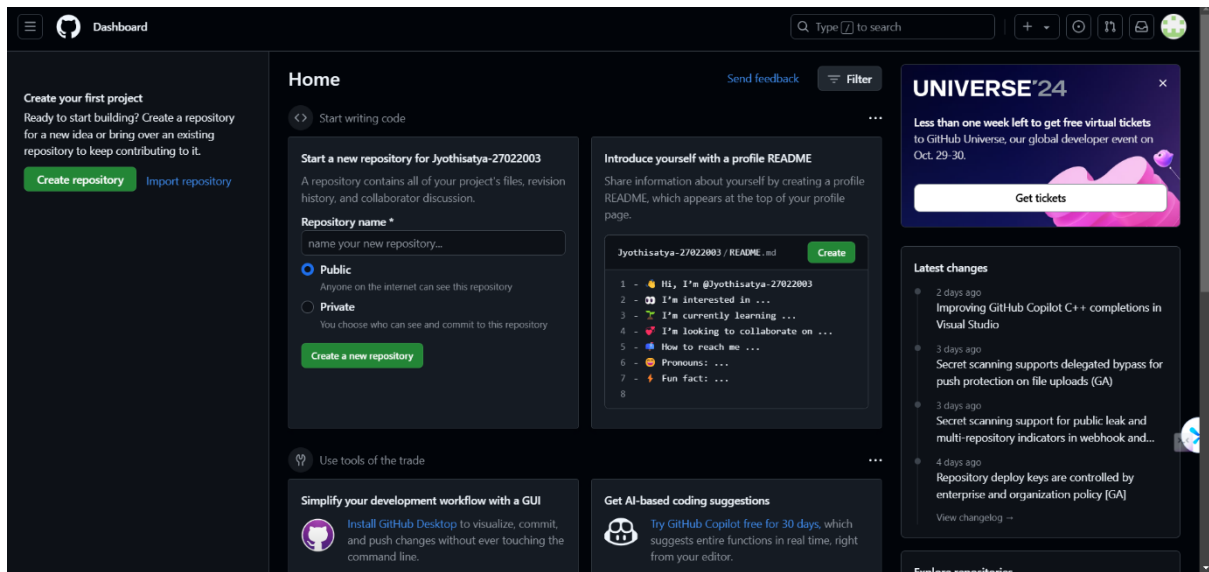 Dashboard
Type / to search
Create your first project
Ready to start building? Create a repository
for a new idea or bring over an existing
repository to keep contributing to it.
Create repository
Import repository
Home
Send feedback
Filter
Start writing code
Start a new repository for Jyothisatya-27022003
A repository contains all of your project's files, revision
history, and collaborator discussion.
Repository name *
name your new repository...
Public
Anyone on the internet can see this repository
Private
You choose who can see and commit to this repository
Create a new repository
Introduce yourself with a profile README
Share information about yourself by creating a profile
README, which appears at the top of your profile
page.
Jyothisatya-27022003 / README.md
Create
1 - 👋 Hi, I'm @Jyothisatya-27022003
2 - 👀 I'm interested in ...
3 - 🌱 I'm currently learning ...
4 - 💞️ I'm looking to collaborate on ...
5 - 📫 How to reach me ...
6 - 😄 Pronouns: ...
7 - ⚡ Fun fact: ...
8
Use tools of the trade
Simplify your development workflow with a GUI
Install GitHub Desktop to visualize, commit,
and push changes without ever touching the
command line.
Get AI-based coding suggestions
Try GitHub Copilot free for 30 days, which
suggests entire functions in real time, right
from your editor.
UNIVERSE'24
Less than one week left to get free virtual tickets
to GitHub Universe, our global developer event on
Oct. 29-30.
Get tickets
Latest changes
2 days ago
Improving GitHub Copilot C++ completions in
Visual Studio
3 days ago
Secret scanning supports delegated bypass for
push protection on file uploads (GA)
3 days ago
Secret scanning support for public leak and
multi-repository indicators in webhook and...
4 days ago
Repository deploy keys are controlled by
enterprise and organization policy [GA]
View changelog →
Explore repositories